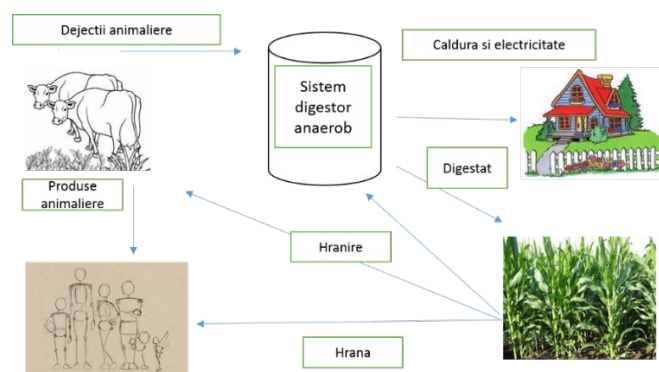 Dejectii animaliere
Caldura si electricitate
Sistem
digestor
anaerob
Digestat
Produse
animaliere
Hranire
Hrana